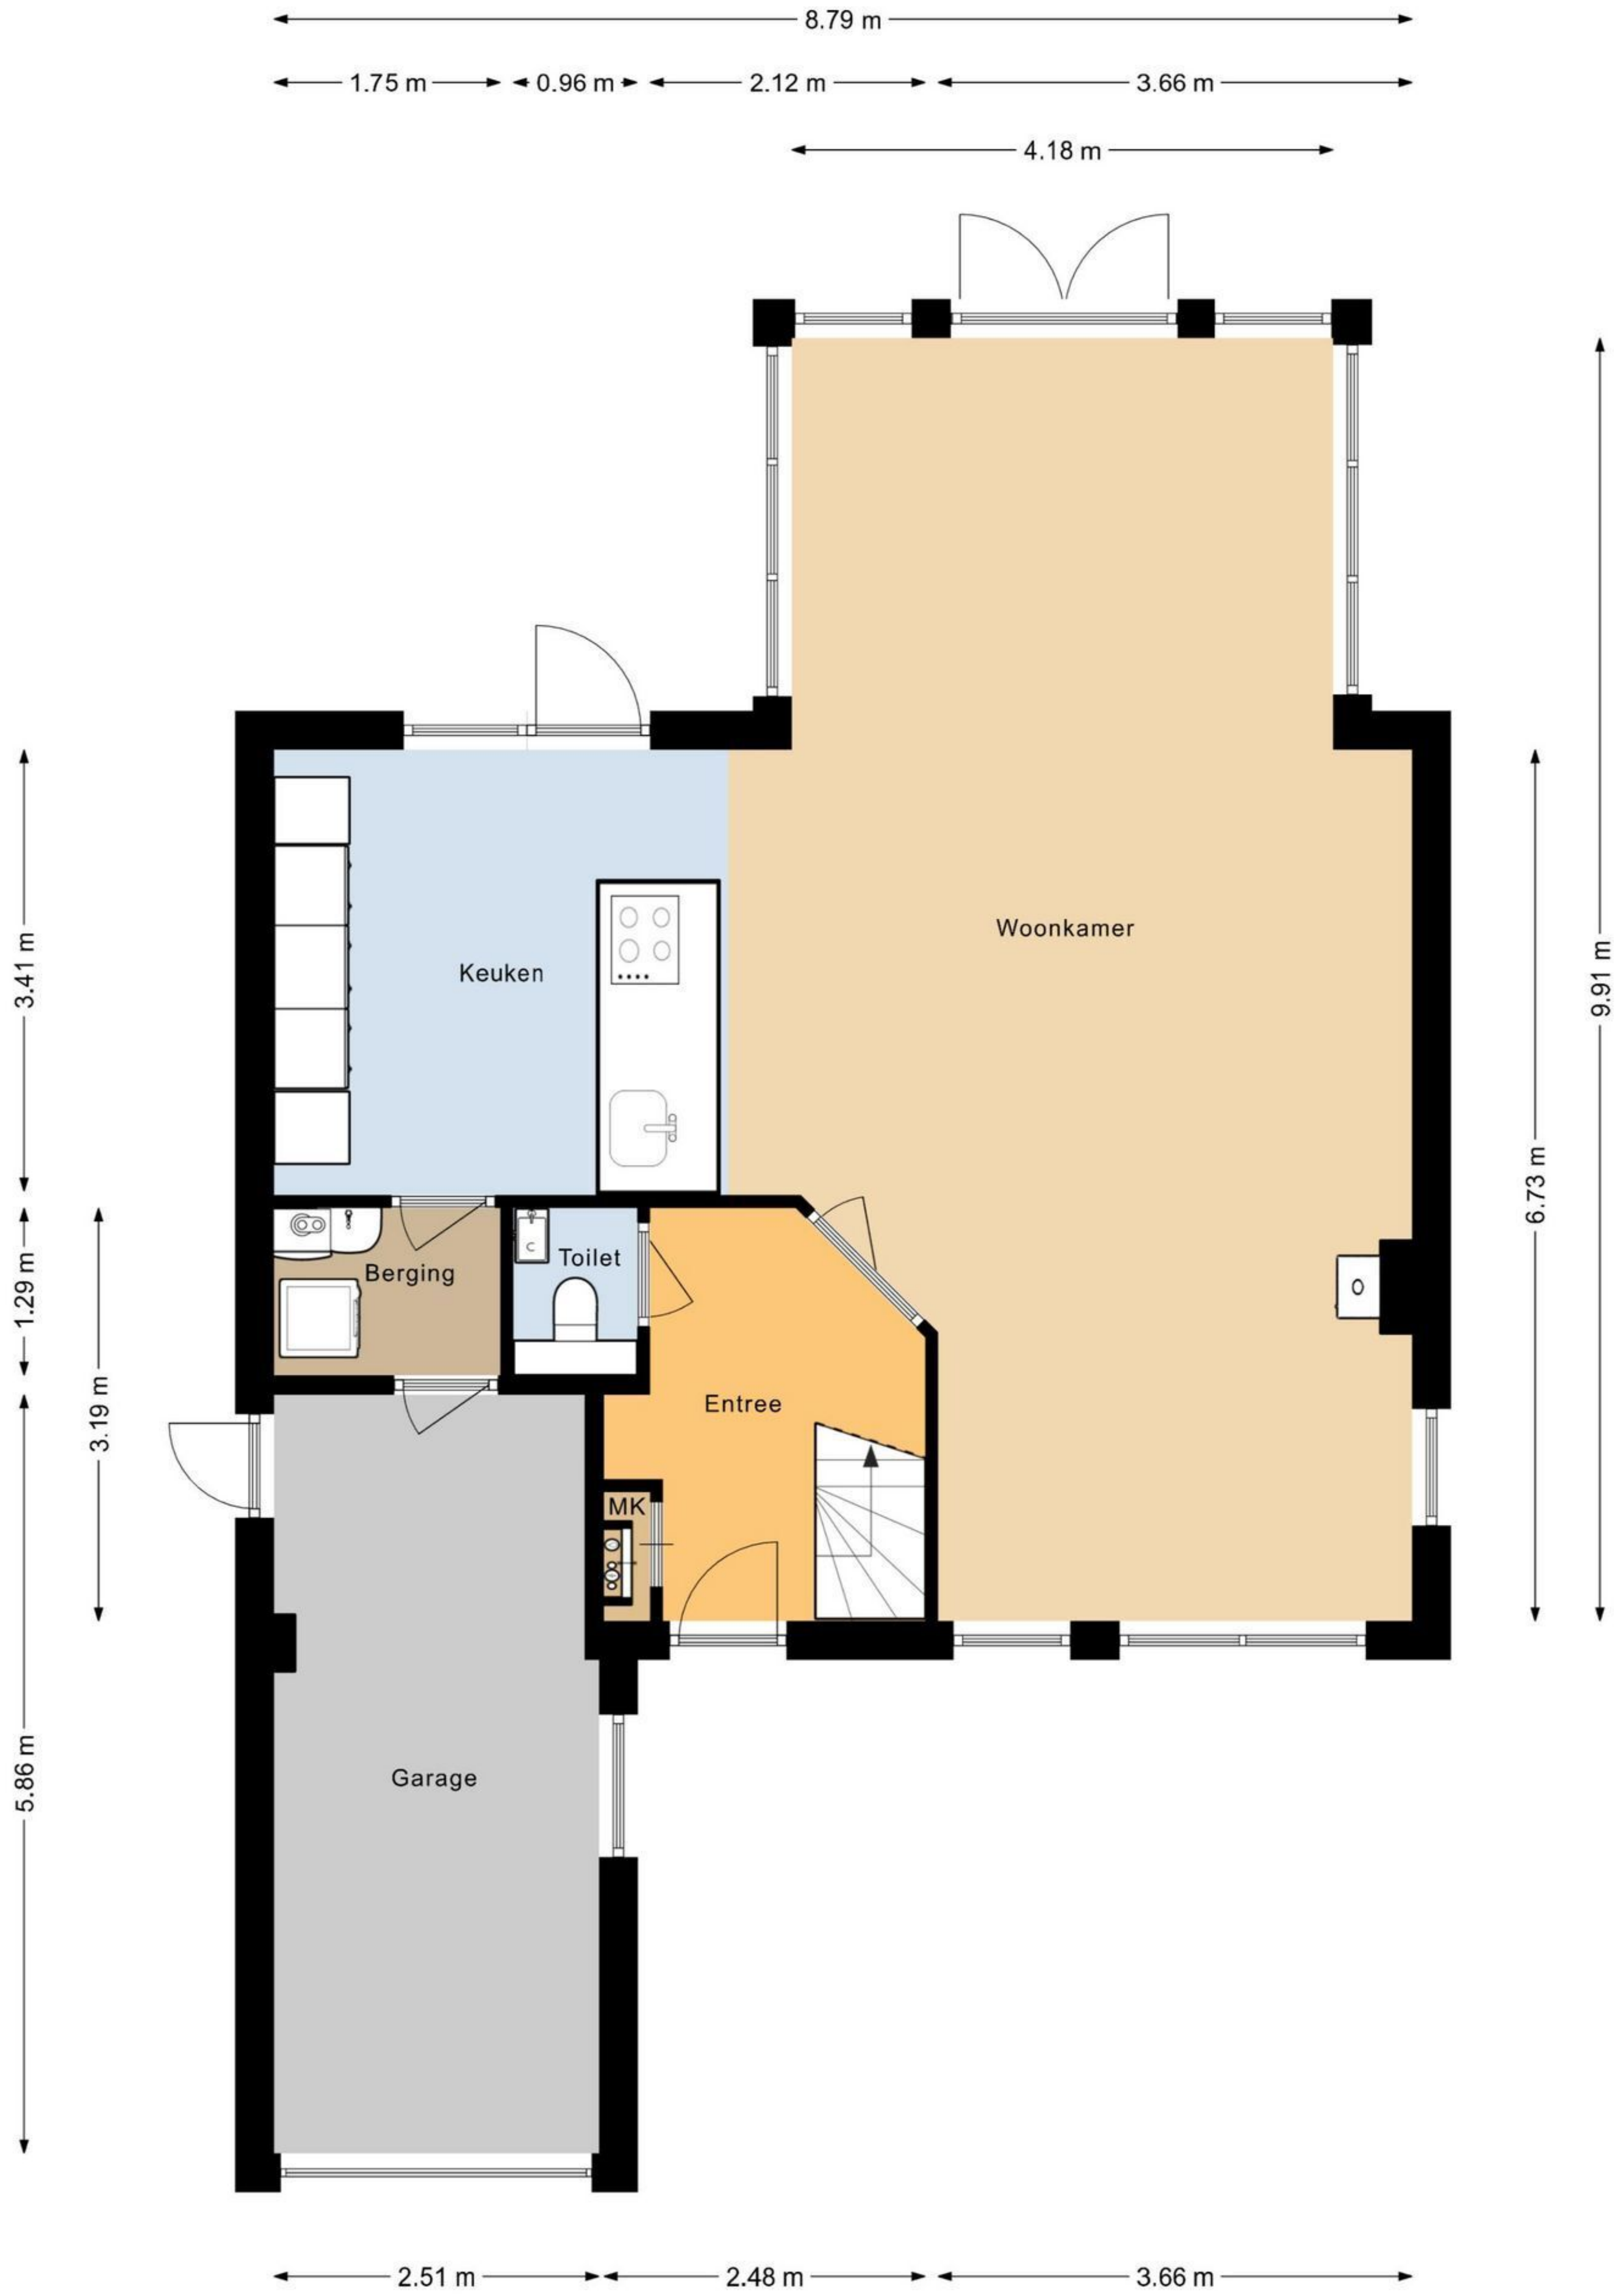 8.79 m
1.75 m 0.96 m 2.12 m 3.66 m
4.18 m
Woonkamer
Keuken
3.41 m
9.91 m
6.73 m
Toilet
Berging
1.29 m
3.19 m
Entree
MK
Garage
5.86 m
2.51 m 2.48 m 3.66 m